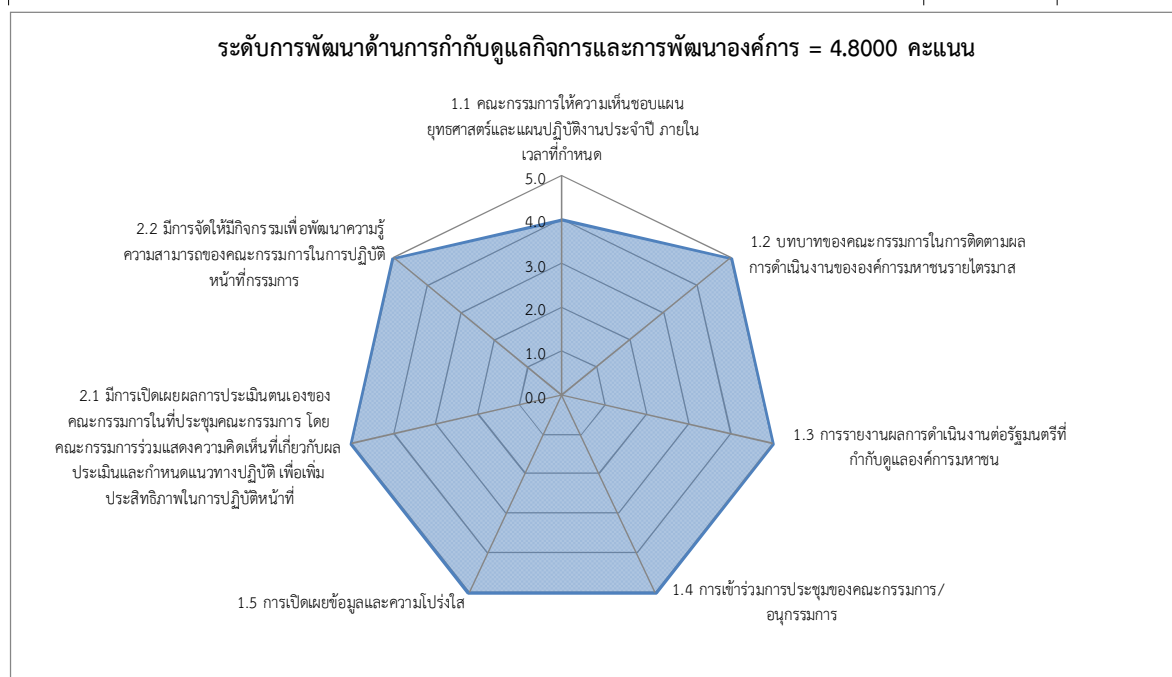 ระดับการพัฒนาด้านการกำกับดูแลกิจการและการพัฒนาองค์การ = 4.8000 คะแนน
1.1 คณะกรรมการให้ความเห็นชอบแผน
ยุทธศาสตร์และแผนปฏิบัติงานประจำปี ภายใน
เวลาที่กำหนด
5.0
4.0
3.0
2.0
1.0
0.0
1.2 บทบาทของคณะกรรมการในการติดตามผล
การดำเนินงานขององค์การมหาชนรายไตรมาส
1.3 การรายงานผลการดำเนินงานต่อรัฐมนตรีที่
กำกับดูแลองค์การมหาชน
1.4 การเข้าร่วมการประชุมของคณะกรรมการ/
อนุกรรมการ
1.5 การเปิดเผยข้อมูลและความโปร่งใส
2.1 มีการเปิดเผยผลการประเมินตนเองของ
คณะกรรมการในที่ประชุมคณะกรรมการ โดย
คณะกรรมการร่วมแสดงความคิดเห็นที่เกี่ยวกับผล
ประเมินและกำหนดแนวทางปฏิบัติ เพื่อเพิ่ม
ประสิทธิภาพในการปฏิบัติหน้าที่
2.2 มีการจัดให้มีกิจกรรมเพื่อพัฒนาความรู้
ความสามารถของคณะกรรมการในการปฏิบัติ
หน้าที่กรรมการ